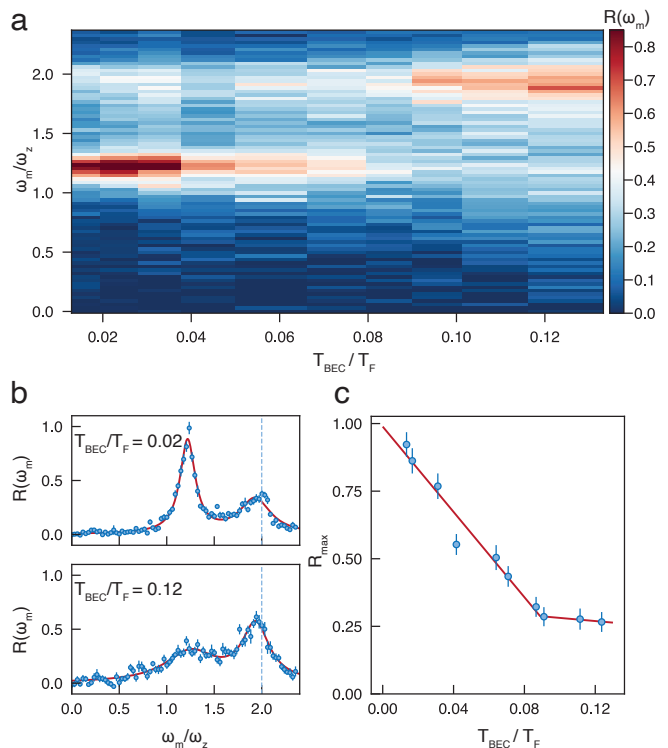 a
R(ω_m)
2.0
1.5
1.0
0.5
0.0
ω_m/ω_z
0.8
0.7
0.6
0.5
0.4
0.3
0.2
0.1
0.0
0.02 0.04 0.06 0.08 0.10 0.12
T_BEC / T_F
b
1.0
0.5
0.0
R(ω_m)
T_BEC/T_F = 0.02
1.0
0.5
0.0
R(ω_m)
T_BEC/T_F = 0.12
0.0 0.5 1.0 1.5 2.0
ω_m/ω_z
c
1.00
0.75
0.50
0.25
0.00
R_max
0.00 0.04 0.08 0.12
T_BEC / T_F